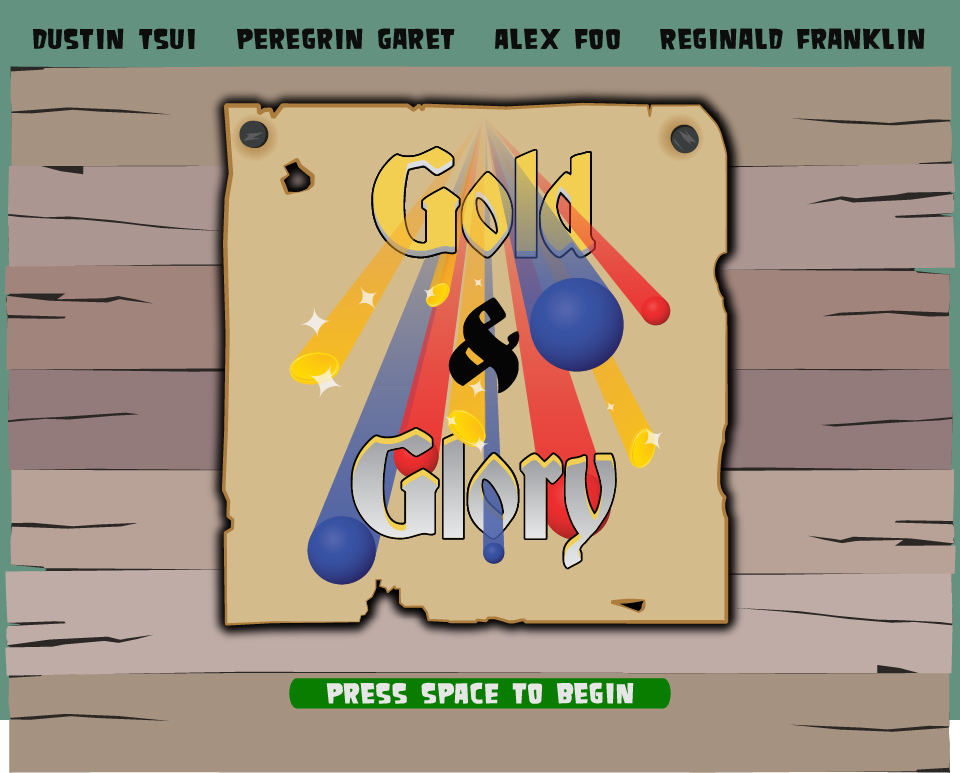 DUSTIN TSUI PEREGRIN GARET ALEX FOO REGINALD FRANKLIN
Gold
&
Glory
PRESS SPACE TO BEGIN